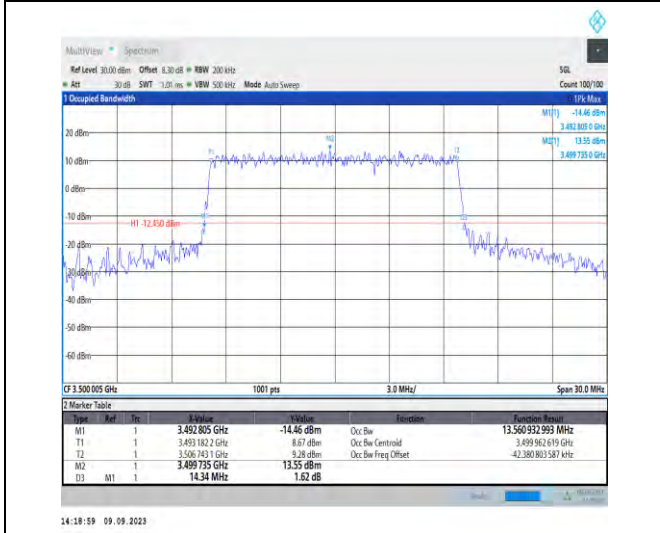 MultiView Spectrum
Ref Level 30.00 dBm Offset 8.30 dB RBW 200 kHz SGL
Att 30 dB SWT 1.01 ms VBW 500 kHz Mode Auto Sweep Count 100/100
1 Occupied Bandwidth 1Pk Max
M1[1] -14.46 dBm
3.492 805 0 GHz
M2[1] 13.55 dBm
3.499 735 0 GHz
20 dBm
M2
10 dBm
T1
0 dBm
-10 dBm
H1 -12.450 dBm
-20 dBm
-30 dBm
-40 dBm
-50 dBm
-60 dBm
CF 3.500 005 GHz 1001 pts 3.0 MHz/ Span 30.0 MHz
2 Marker Table
Type Ref Trc X-Value Y-Value Function Function Result
M1 1 3.492 805 GHz -14.46 dBm Occ Bw 13.560 932 993 MHz
T1 1 3.493 182 2 GHz 8.67 dBm Occ Bw Centroid 3.499 962 619 GHz
T2 1 3.506 743 1 GHz 9.28 dBm Occ Bw Freq Offset -42.380 803 587 kHz
M2 1 3.499 735 GHz 13.55 dBm
D3 M1 1 14.34 MHz 1.62 dB
14:18:59 09.09.2023